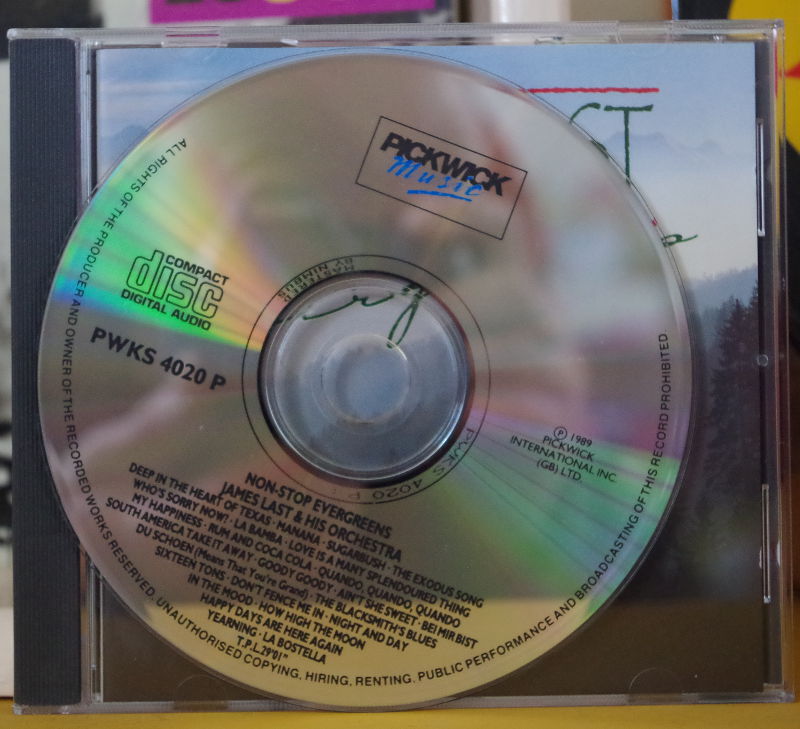 ST
PICKWICK
Music
ALL RIGHTS OF THE PRODUCER AND OWNER OF THE RECORDED WORKS RESERVED. UNAUTHORISED COPYING, HIRING, RENTING. PUBLIC PERFORMANCE AND BROADCASTING OF THIS RECORD PROHIBITED.
COMPACT
disc
DIGITAL AUDIO
MASTERED
BY NIMBUS
PWKS 4020 P
℗ 1989
PICKWICK
INTERNATIONAL INC.
(GB) LTD.
PWKS 4020 P
NON-STOP EVERGREENS
JAMES LAST & HIS ORCHESTRA
DEEP IN THE HEART OF TEXAS · MANANA · SUGARBUSH · THE EXODUS SONG
WHO'S SORRY NOW? · LA BAMBA · LOVE IS A MANY SPLENDOURED THING
MY HAPPINESS · RUM AND COCA COLA · QUANDO, QUANDO, QUANDO
SOUTH AMERICA TAKE IT AWAY · GOODY GOODY · AIN'T SHE SWEET · BEI MIR BIST
DU SCHOEN (Means That You're Grand) · THE BLACKSMITH'S BLUES
SIXTEEN TONS · DON'T FENCE ME IN · NIGHT AND DAY
IN THE MOOD · HOW HIGH THE MOON
HAPPY DAYS ARE HERE AGAIN
YEARNING · LA BOSTELLA
T.P.L. 29'01"